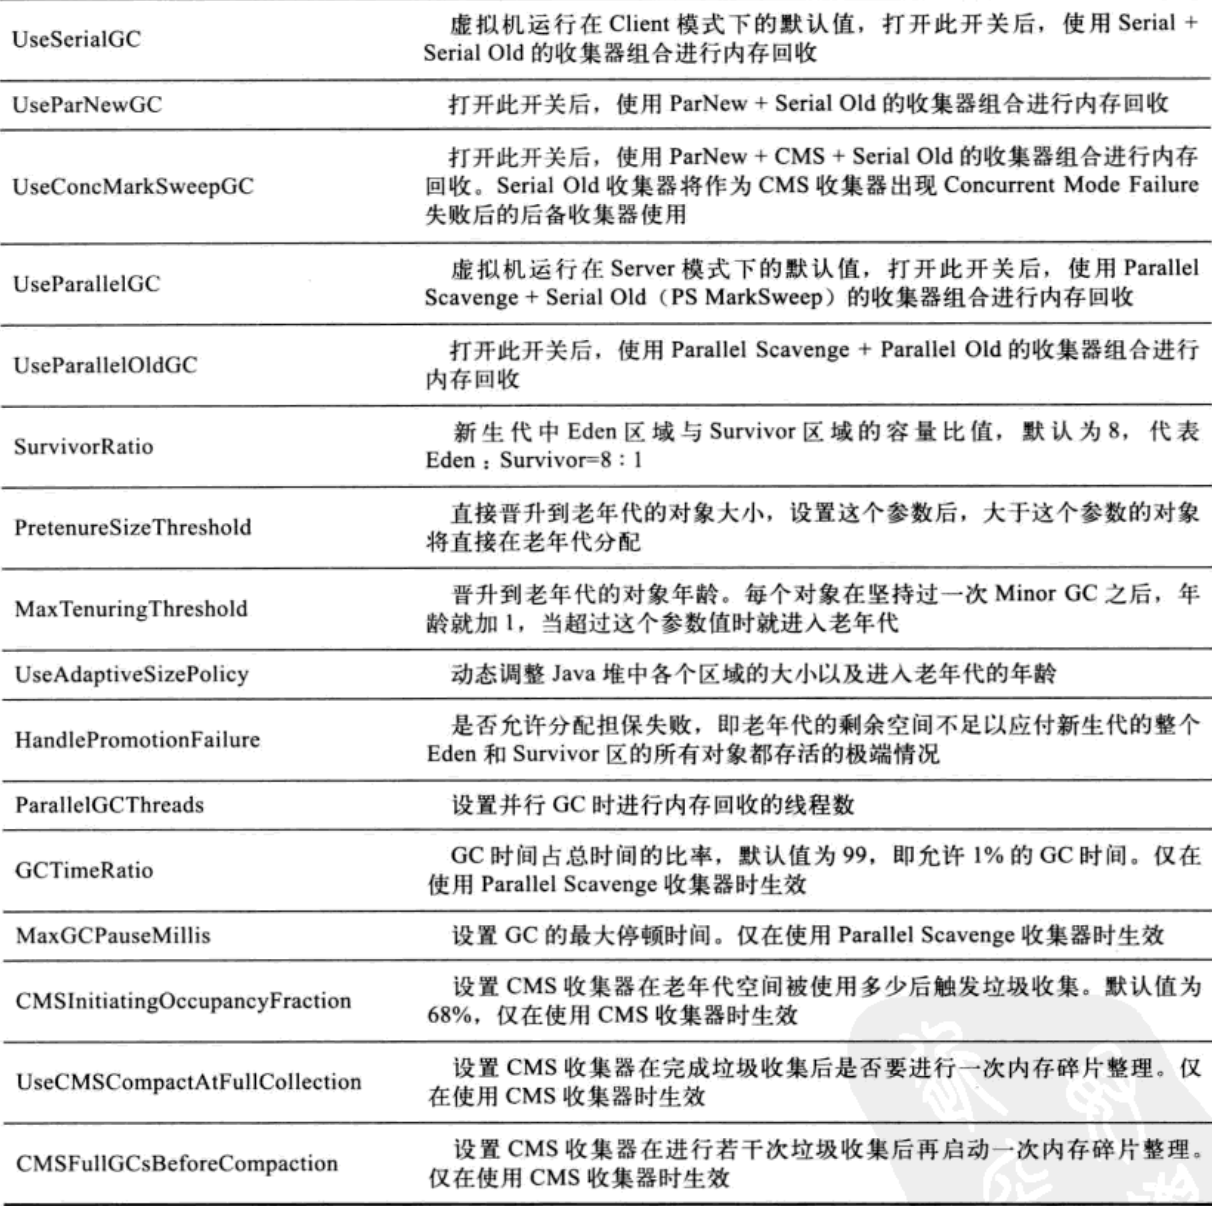 UseSerialGC
虚拟机运行在 Client 模式下的默认值，打开此开关后，使用 Serial +
Serial Old 的收集器组合进行内存回收
UseParNewGC
打开此开关后，使用 ParNew + Serial Old 的收集器组合进行内存回收
UseConcMarkSweepGC
打开此开关后，使用 ParNew + CMS + Serial Old 的收集器组合进行内存
回收。Serial Old 收集器将作为 CMS 收集器出现 Concurrent Mode Failure
失败后的后备收集器使用
UseParallelGC
虚拟机运行在 Server 模式下的默认值，打开此开关后，使用 Parallel
Scavenge + Serial Old（PS MarkSweep）的收集器组合进行内存回收
UseParallelOldGC
打开此开关后，使用 Parallel Scavenge + Parallel Old 的收集器组合进行
内存回收
SurvivorRatio
新生代中 Eden 区域与 Survivor 区域的容量比值，默认为 8，代表
Eden：Survivor=8：1
PretenureSizeThreshold
直接晋升到老年代的对象大小，设置这个参数后，大于这个参数的对象
将直接在老年代分配
MaxTenuringThreshold
晋升到老年代的对象年龄。每个对象在坚持过一次 Minor GC 之后，年
龄就加 1，当超过这个参数值时就进入老年代
UseAdaptiveSizePolicy
动态调整 Java 堆中各个区域的大小以及进入老年代的年龄
HandlePromotionFailure
是否允许分配担保失败，即老年代的剩余空间不足以应付新生代的整个
Eden 和 Survivor 区的所有对象都存活的极端情况
ParallelGCThreads
设置并行 GC 时进行内存回收的线程数
GCTimeRatio
GC 时间占总时间的比率，默认值为 99，即允许 1% 的 GC 时间。仅在
使用 Parallel Scavenge 收集器时生效
MaxGCPauseMillis
设置 GC 的最大停顿时间。仅在使用 Parallel Scavenge 收集器时生效
CMSInitiatingOccupancyFraction
设置 CMS 收集器在老年代空间被使用多少后触发垃圾收集。默认值为
68%，仅在使用 CMS 收集器时生效
UseCMSCompactAtFullCollection
设置 CMS 收集器在完成垃圾收集后是否要进行一次内存碎片整理。仅
在使用 CMS 收集器时生效
CMSFullGCsBeforeCompaction
设置 CMS 收集器在进行若干次垃圾收集后再启动一次内存碎片整理。
仅在使用 CMS 收集器时生效